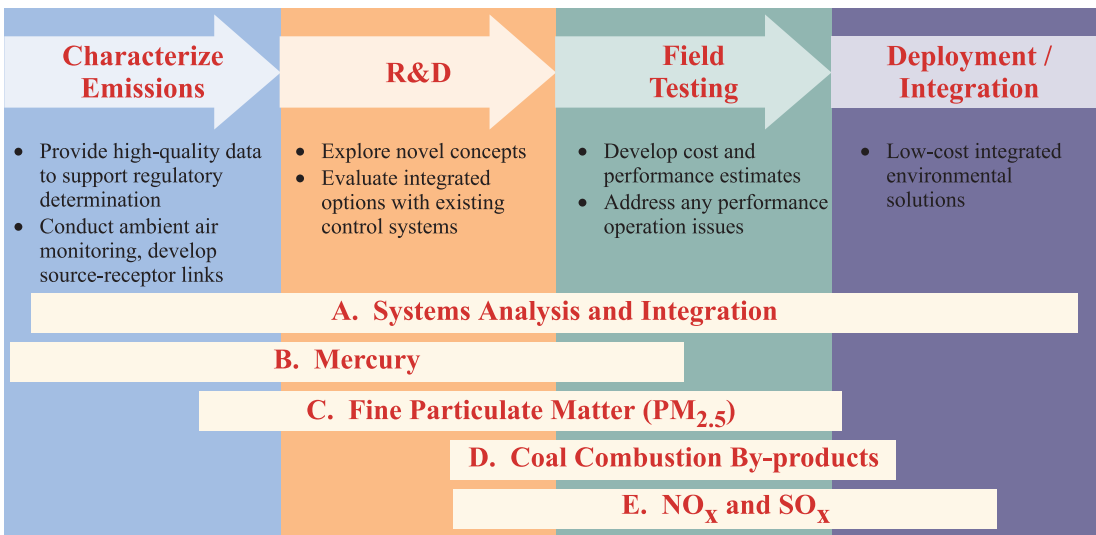 Characterize
Emissions
R&D
Field
Testing
Deployment /
Integration
• Provide high-quality data
to support regulatory
determination
• Conduct ambient air
monitoring, develop
source-receptor links
• Explore novel concepts
• Evaluate integrated
options with existing
control systems
• Develop cost and
performance estimates
• Address any performance
operation issues
• Low-cost integrated
environmental
solutions
A. Systems Analysis and Integration
B. Mercury
C. Fine Particulate Matter (PM2.5)
D. Coal Combustion By-products
E. NOx and SOx